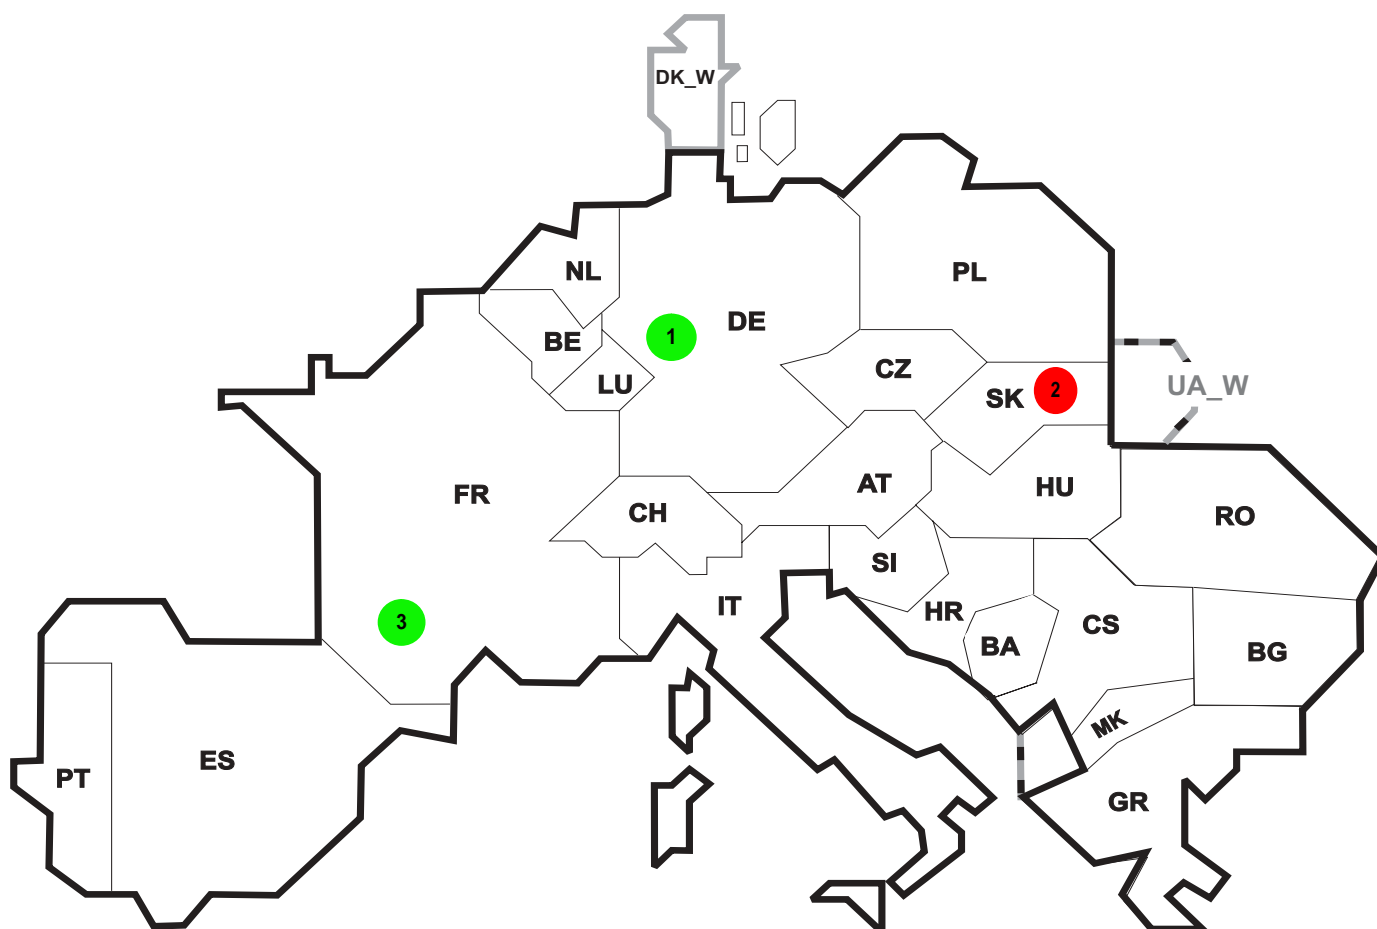 DK_W
NL
PL
1
DE
BE
CZ
LU
SK
2
UA_W
FR
AT
HU
CH
RO
SI
IT
HR
3
CS
BA
BG
MK
ES
PT
GR